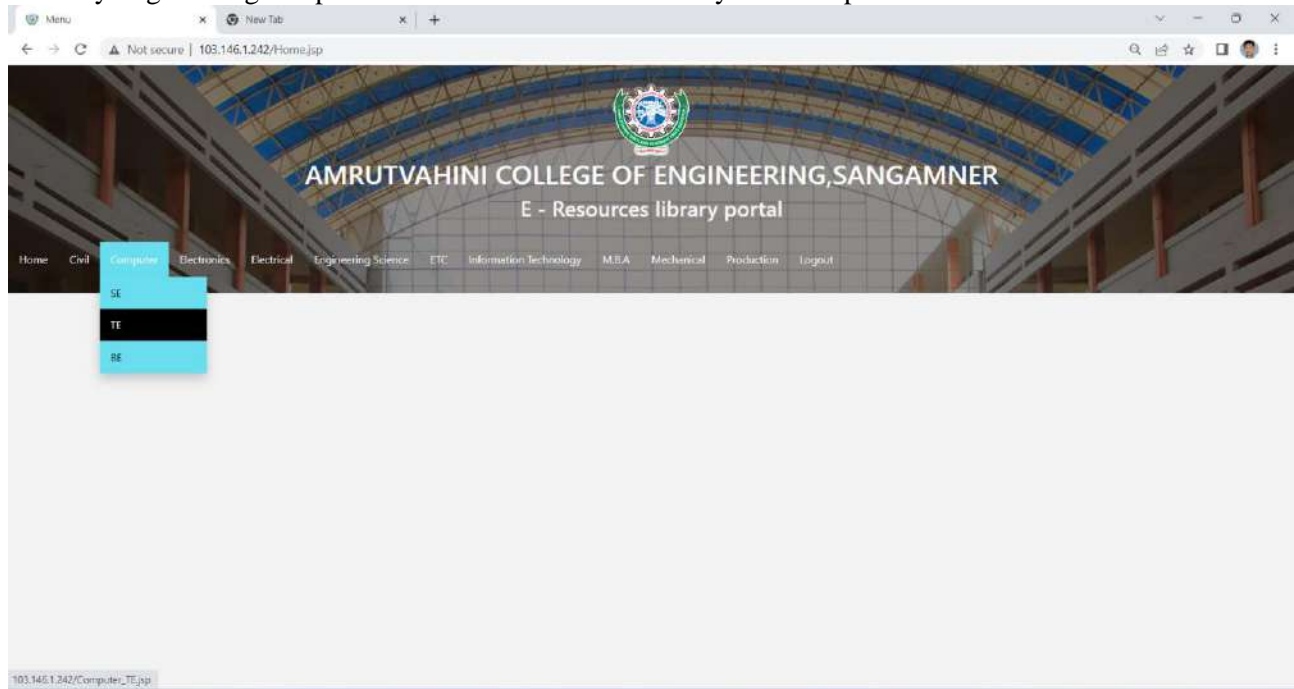 Menu
New Tab
Not secure | 103.146.1.242/Home.jsp
AMRUTVAHINI COLLEGE OF ENGINEERING,SANGAMNER
E - Resources library portal
Home Civil Computer Electronics Electrical Engineering Science ETC Information Technology M.B.A Mechanical Production Logout
SE
TE
BE
103.146.1.242/Computer_TE.jsp